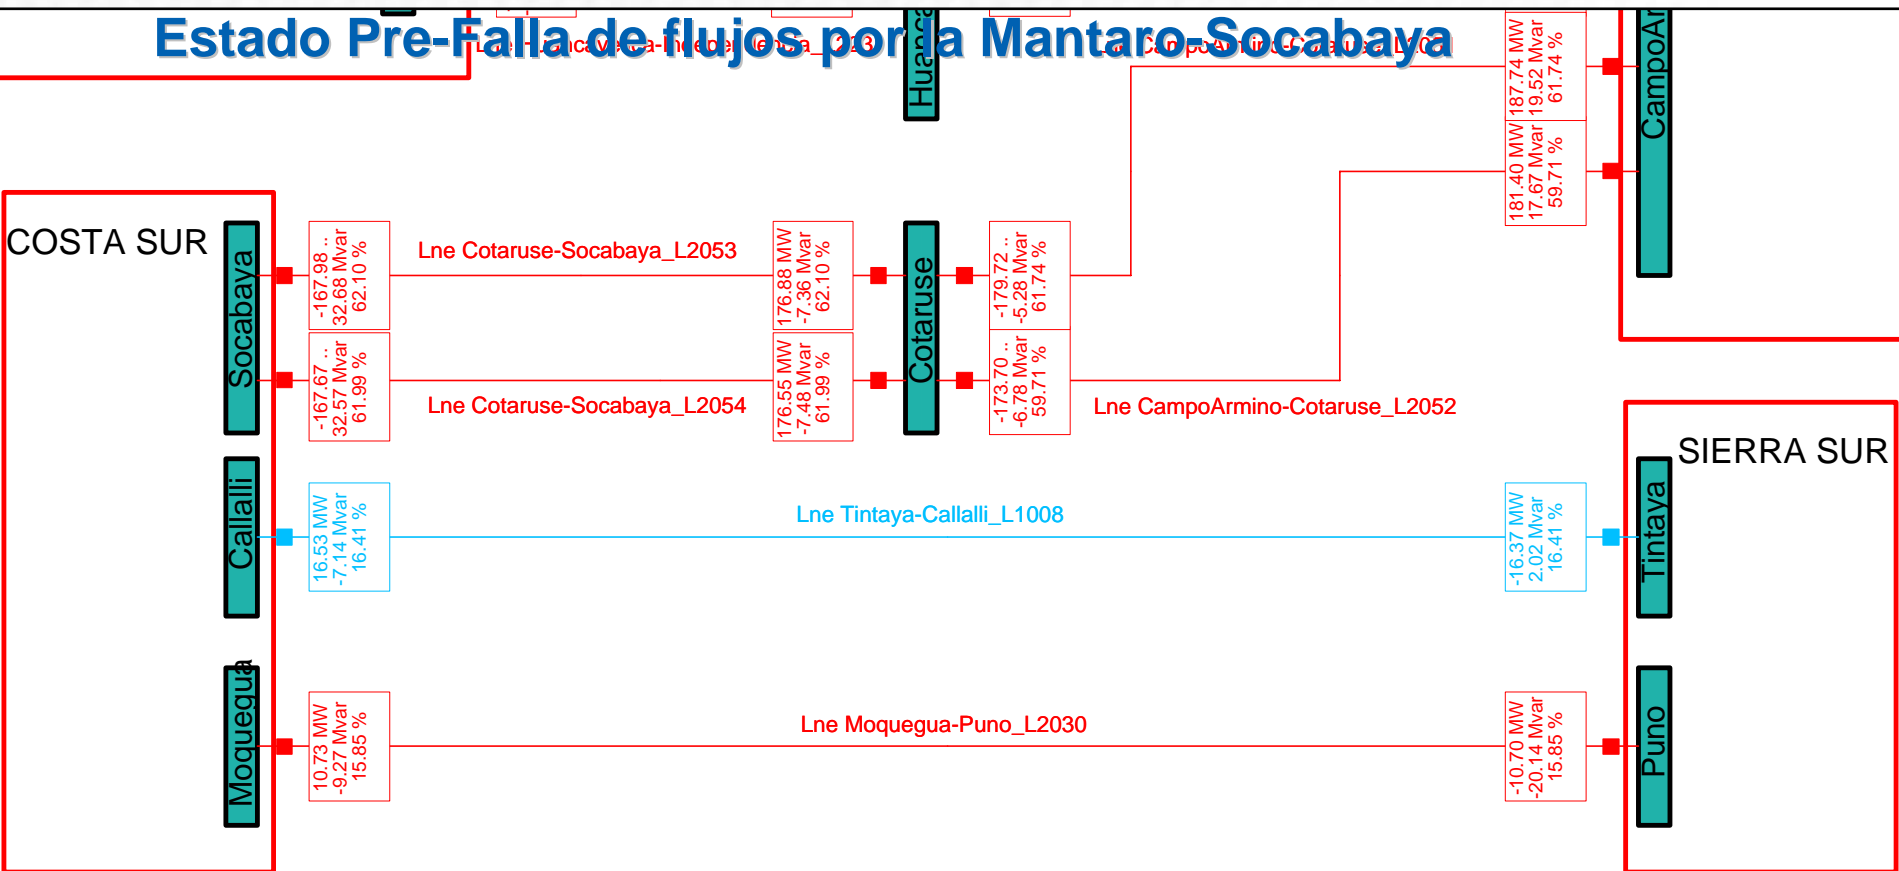 Estado Pre-Falla de flujos por la Mantaro-Socabaya
Huanca
CampoAr
187.74 MW
19.52 Mvar
61.74 %
181.40 MW
17.67 Mvar
59.71 %
COSTA SUR
Socabaya
-167.98 ..
32.68 Mvar
62.10 %
Lne Cotaruse-Socabaya_L2053
176.88 MW
-7.36 Mvar
62.10 %
Cotaruse
-179.72 ..
-5.28 Mvar
61.74 %
-167.67 ..
32.57 Mvar
61.99 %
Lne Cotaruse-Socabaya_L2054
176.55 MW
-7.48 Mvar
61.99 %
-173.70 ..
-6.78 Mvar
59.71 %
Lne CampoArmino-Cotaruse_L2052
SIERRA SUR
Callalli
16.53 MW
-7.14 Mvar
16.41 %
Lne Tintaya-Callalli_L1008
-16.37 MW
2.02 Mvar
16.41 %
Tintaya
Moquegua
10.73 MW
-9.27 Mvar
15.85 %
Lne Moquegua-Puno_L2030
-10.70 MW
-20.14 Mvar
15.85 %
Puno